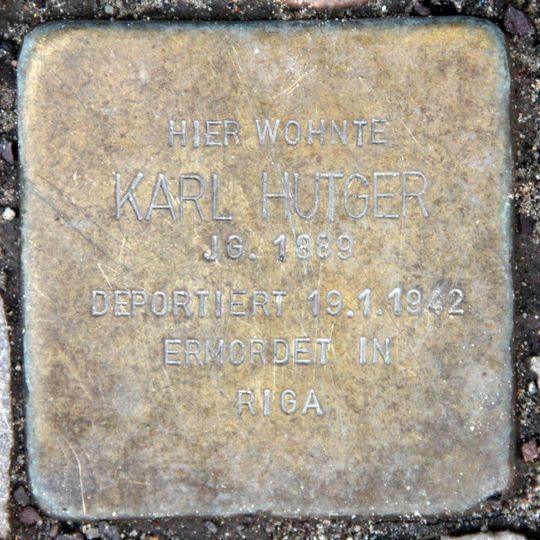 HIER WOHNTE
KARL HUTGER
JG. 1889
DEPORTIERT 19.1.1942
ERMORDET IN
RIGA